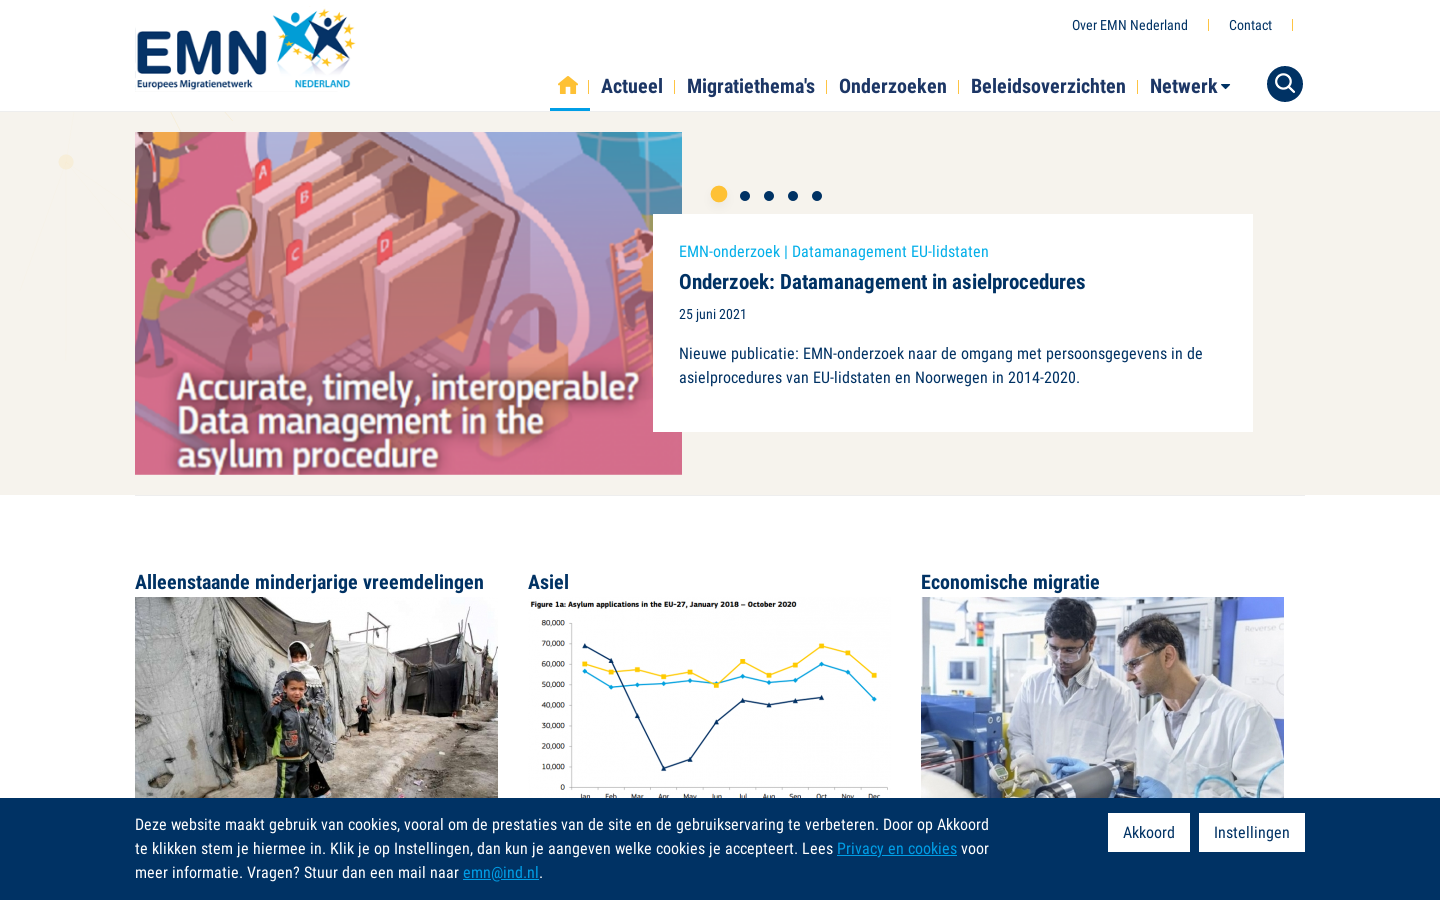 EMN
Europees Migratienetwerk
NEDERLAND
Over EMN Nederland
Contact
Actueel
Migratiethema's
Onderzoeken
Beleidsoverzichten
Netwerk
A
B
C
C
D
Accurate, timely, interoperable?
Data management in the
asylum procedure
EMN-onderzoek | Datamanagement EU-lidstaten
Onderzoek: Datamanagement in asielprocedures
25 juni 2021
Nieuwe publicatie: EMN-onderzoek naar de omgang met persoonsgegevens in de
asielprocedures van EU-lidstaten en Noorwegen in 2014-2020.
Alleenstaande minderjarige vreemdelingen
Asiel
Figure 1a: Asylum applications in the EU-27, January 2018 – October 2020
80,000
70,000
60,000
50,000
40,000
30,000
20,000
10,000
0
Jan Feb Mar Apr May Jun Jul Aug Sep Oct Nov Dec
Economische migratie
Deze website maakt gebruik van cookies, vooral om de prestaties van de site en de gebruikservaring te verbeteren. Door op Akkoord
te klikken stem je hiermee in. Klik je op Instellingen, dan kun je aangeven welke cookies je accepteert. Lees Privacy en cookies voor
meer informatie. Vragen? Stuur dan een mail naar emn@ind.nl.
Akkoord
Instellingen